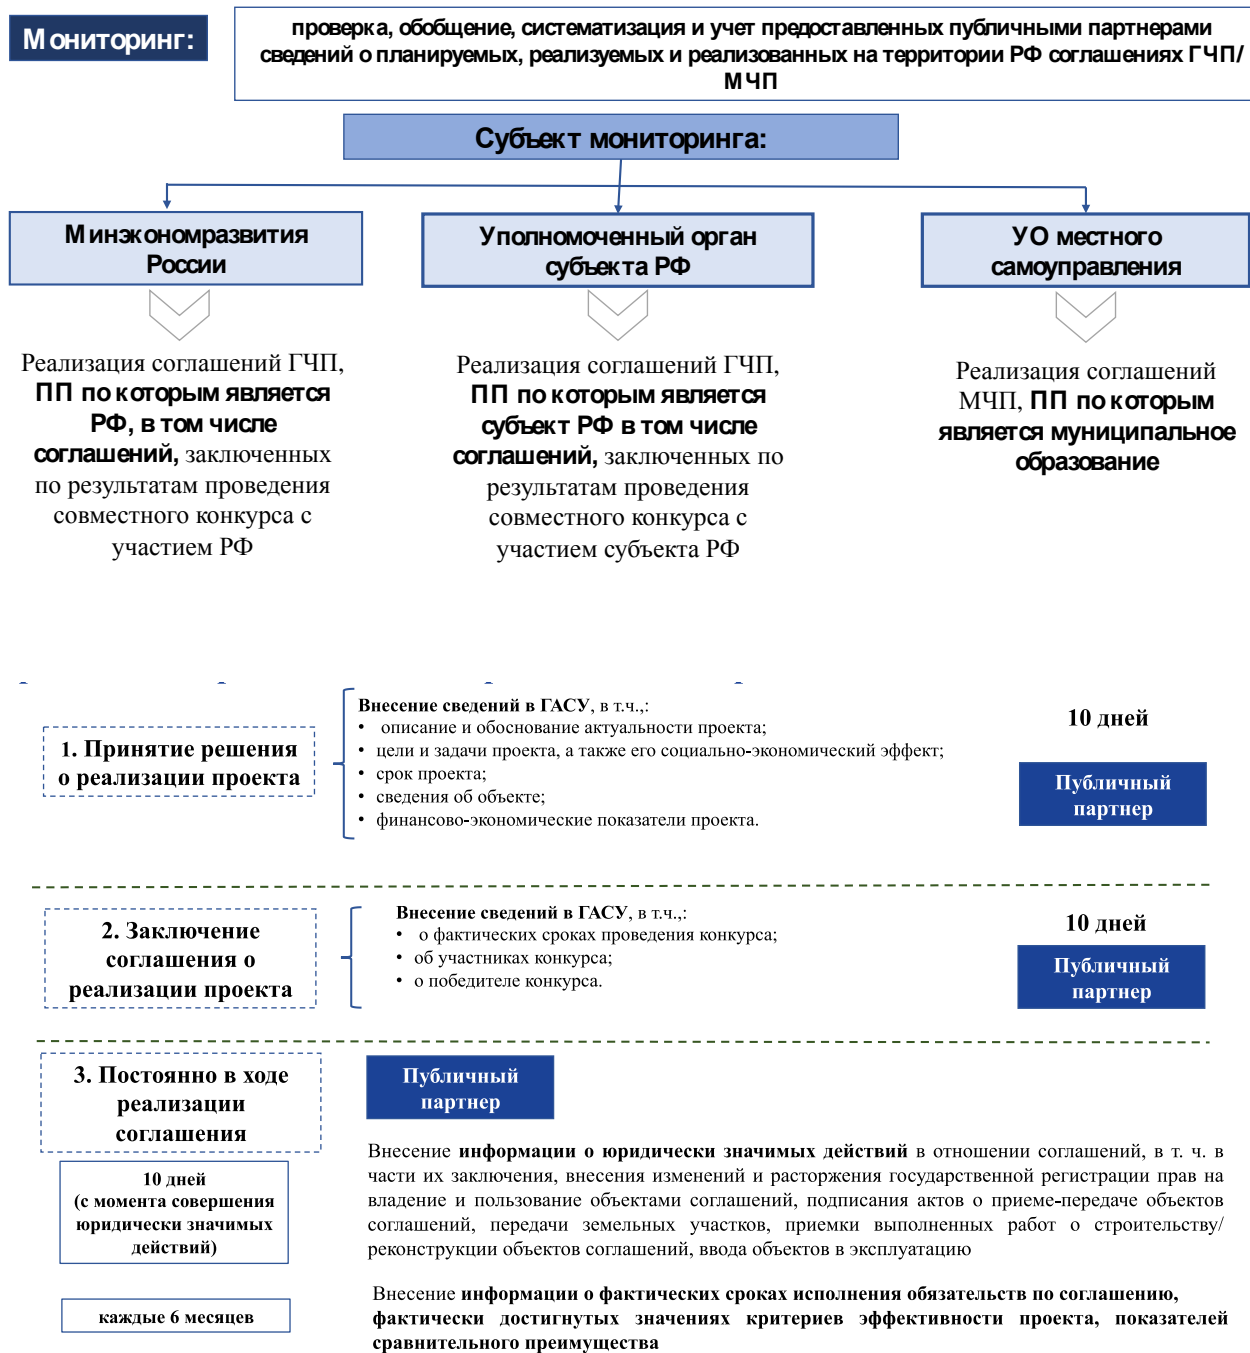 Мониторинг:
проверка, обобщение, систематизация и учет предоставленных публичными партнерами
сведений о планируемых, реализуемых и реализованных на территории РФ соглашениях ГЧП/
МЧП
Субъект мониторинга:
Минэкономразвития
России
Уполномоченный орган
субъекта РФ
УО местного
самоуправления
Реализация соглашений ГЧП,
ПП по которым является
РФ, в том числе
соглашений, заключенных
по результатам проведения
совместного конкурса с
участием РФ
Реализация соглашений ГЧП,
ПП по которым является
субъект РФ в том числе
соглашений, заключенных по
результатам проведения
совместного конкурса с
участием субъекта РФ
Реализация соглашений
МЧП, ПП по которым
является муниципальное
образование
1. Принятие решения
о реализации проекта
Внесение сведений в ГАСУ, в т.ч.,:
• описание и обоснование актуальности проекта;
• цели и задачи проекта, а также его социально-экономический эффект;
• срок проекта;
• сведения об объекте;
• финансово-экономические показатели проекта.
10 дней
Публичный
партнер
2. Заключение
соглашения о
реализации проекта
Внесение сведений в ГАСУ, в т.ч.,:
• о фактических сроках проведения конкурса;
• об участниках конкурса;
• о победителе конкурса.
10 дней
Публичный
партнер
3. Постоянно в ходе
реализации
соглашения
Публичный
партнер
10 дней
(с момента совершения
юридически значимых
действий)
Внесение информации о юридически значимых действий в отношении соглашений, в т. ч. в
части их заключения, внесения изменений и расторжения государственной регистрации прав на
владение и пользование объектами соглашений, подписания актов о приеме-передаче объектов
соглашений, передачи земельных участков, приемки выполненных работ о строительству/
реконструкции объектов соглашений, ввода объектов в эксплуатацию
каждые 6 месяцев
Внесение информации о фактических сроках исполнения обязательств по соглашению,
фактически достигнутых значениях критериев эффективности проекта, показателей
сравнительного преимущества